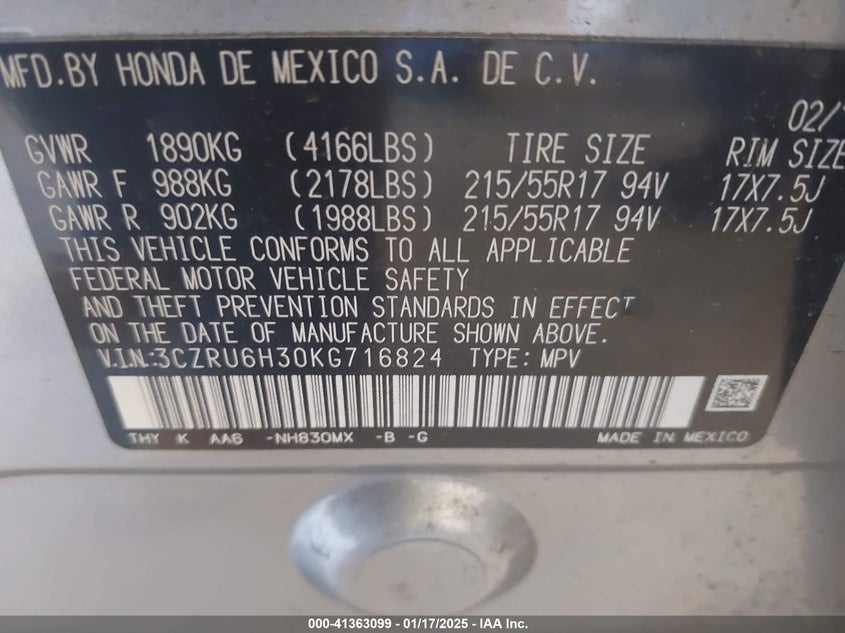 MFD.BY HONDA DE MEXICO S.A. DE C.V.
02/
GVWR 1890KG (4166LBS) TIRE SIZE RIM SIZE
GAWR F 988KG (2178LBS) 215/55R17 94V 17X7.5J
GAWR R 902KG (1988LBS) 215/55R17 94V 17X7.5J
THIS VEHICLE CONFORMS TO ALL APPLICABLE
FEDERAL MOTOR VEHICLE SAFETY
AND THEFT PREVENTION STANDARDS IN EFFECT
ON THE DATE OF MANUFACTURE SHOWN ABOVE.
V.I.N.:3CZRU6H30KG716824 TYPE: MPV
THY K AA6 -NH830MX -B -G MADE IN MEXICO
000-41363099 - 01/17/2025 - IAA Inc.